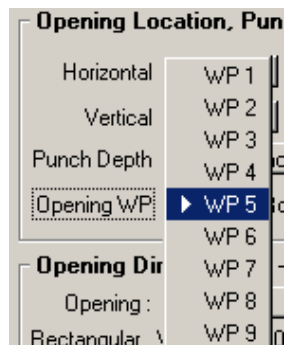 Opening Location, Pun
Horizontal
Vertical
Punch Depth
Opening WP
WP 1
WP 2
WP 3
WP 4
WP 5
WP 6
WP 7
WP 8
WP 9
Opening Dir
Opening :
Rectangular